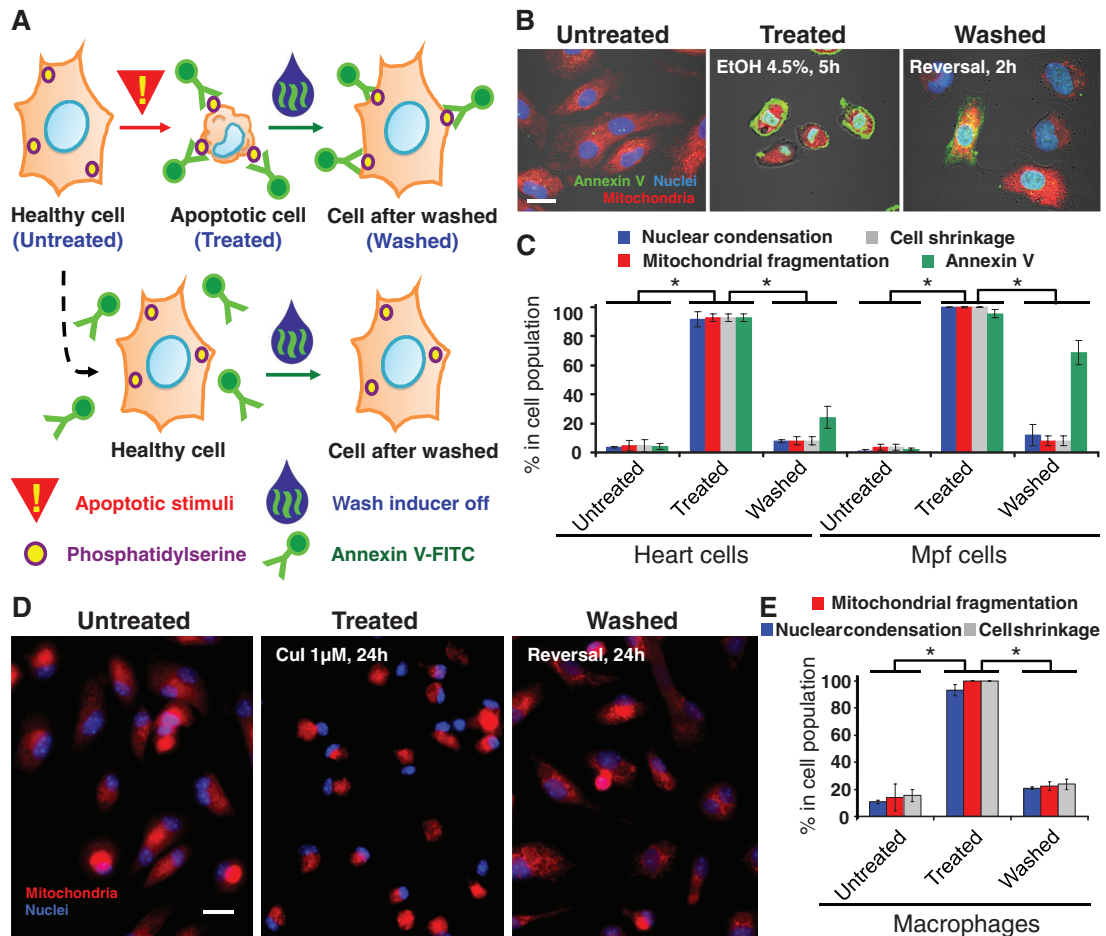 A
Healthy cell
(Untreated)
Apoptotic cell
(Treated)
Cell after washed
(Washed)
Healthy cell
Cell after washed
Apoptotic stimuli
Wash inducer off
Phosphatidylserine
Annexin V-FITC
B
Untreated
Treated
Washed
EtOH 4.5%, 5h
Reversal, 2h
Annexin V Nuclei
Mitochondria
C
Nuclear condensation
Cell shrinkage
Mitochondrial fragmentation
Annexin V
* * * *
% in cell population
100
80
60
40
20
0
Untreated
Treated
Washed
Untreated
Treated
Washed
Heart cells
Mpf cells
D
Untreated
Treated
Washed
CuI 1µM, 24h
Reversal, 24h
Mitochondria
Nuclei
E
Mitochondrial fragmentation
Nuclearcondensation
Cellshrinkage
* *
% in cell population
100
80
60
40
20
0
Untreated
Treated
Washed
Macrophages